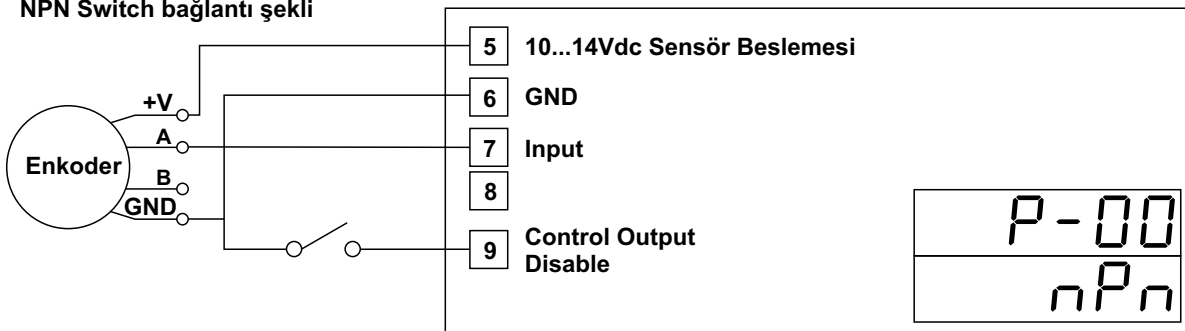 NPN Switch bağlantı şekli
5 10...14Vdc Sensör Beslemesi
+V
6 GND
A
7 Input
Enkoder
B
8
GND
9 Control Output
Disable
P-00
nPn